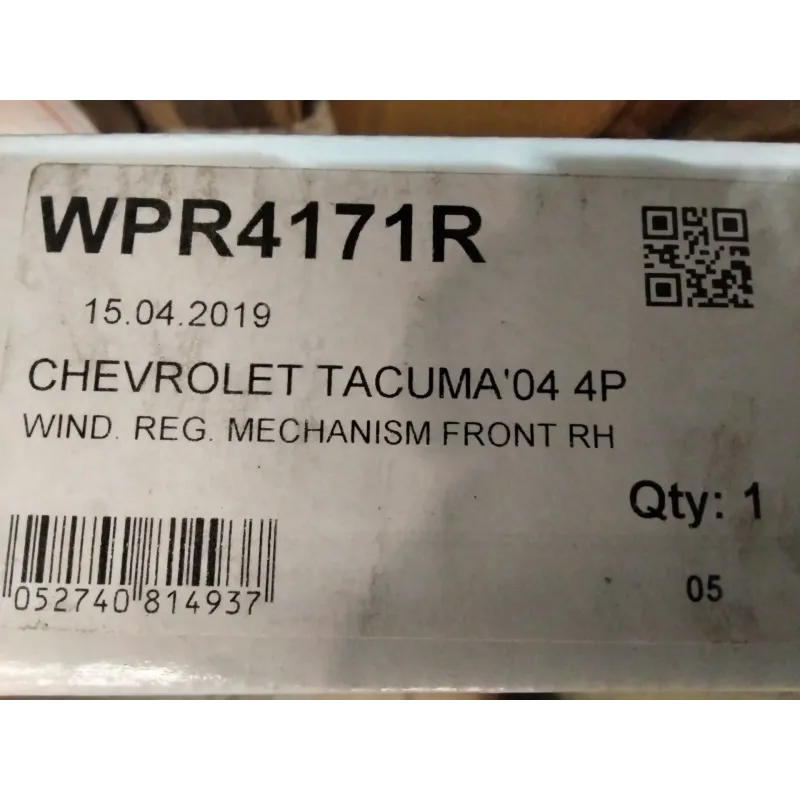 WPR4171R
15.04.2019
CHEVROLET TACUMA'04 4P
WIND. REG. MECHANISM FRONT RH
Qty: 1
05
052740 814937